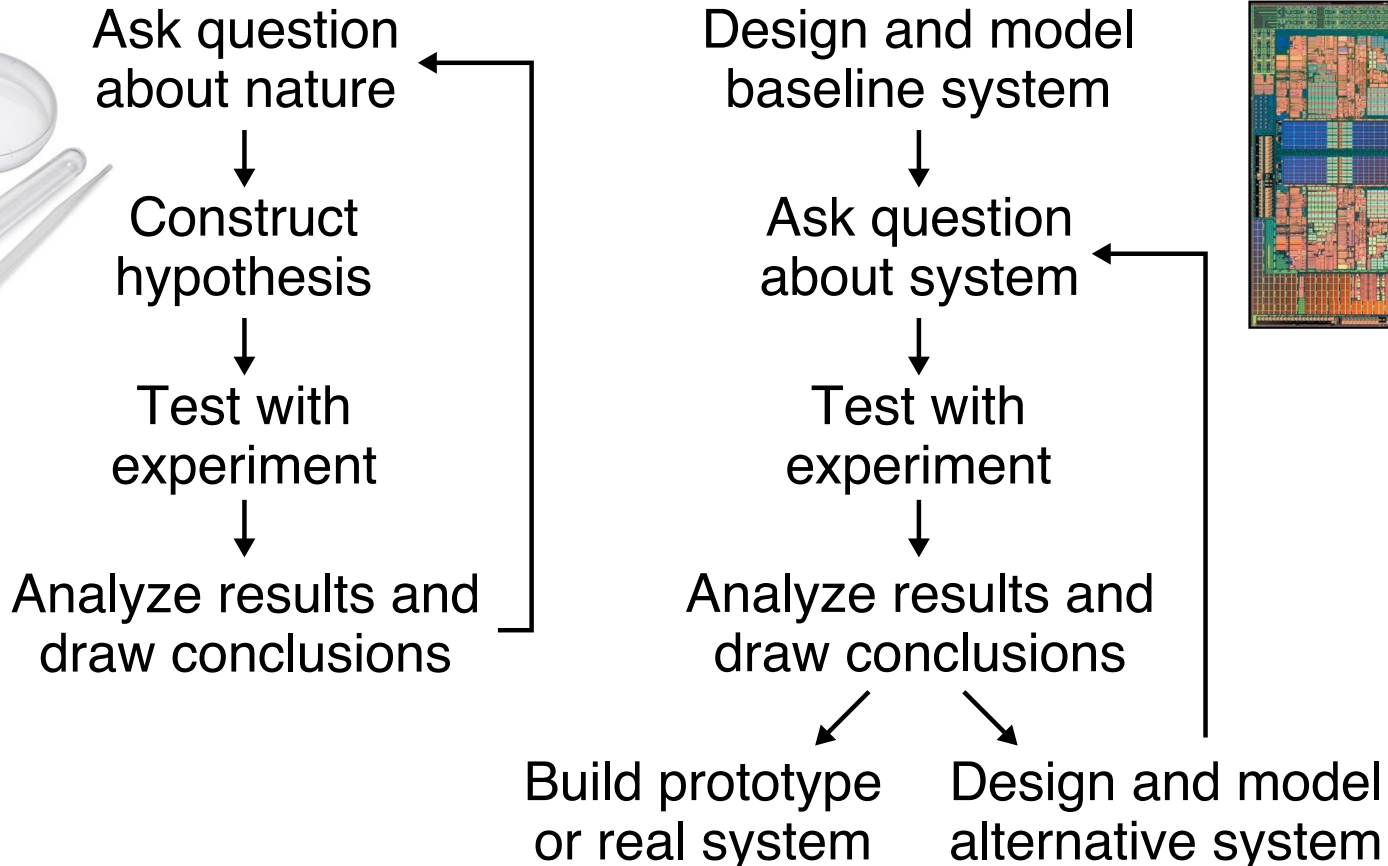 Ask question
about nature
Construct
hypothesis
Test with
experiment
Analyze results and
draw conclusions
Design and model
baseline system
Ask question
about system
Test with
experiment
Analyze results and
draw conclusions
Build prototype
or real system
Design and model
alternative system